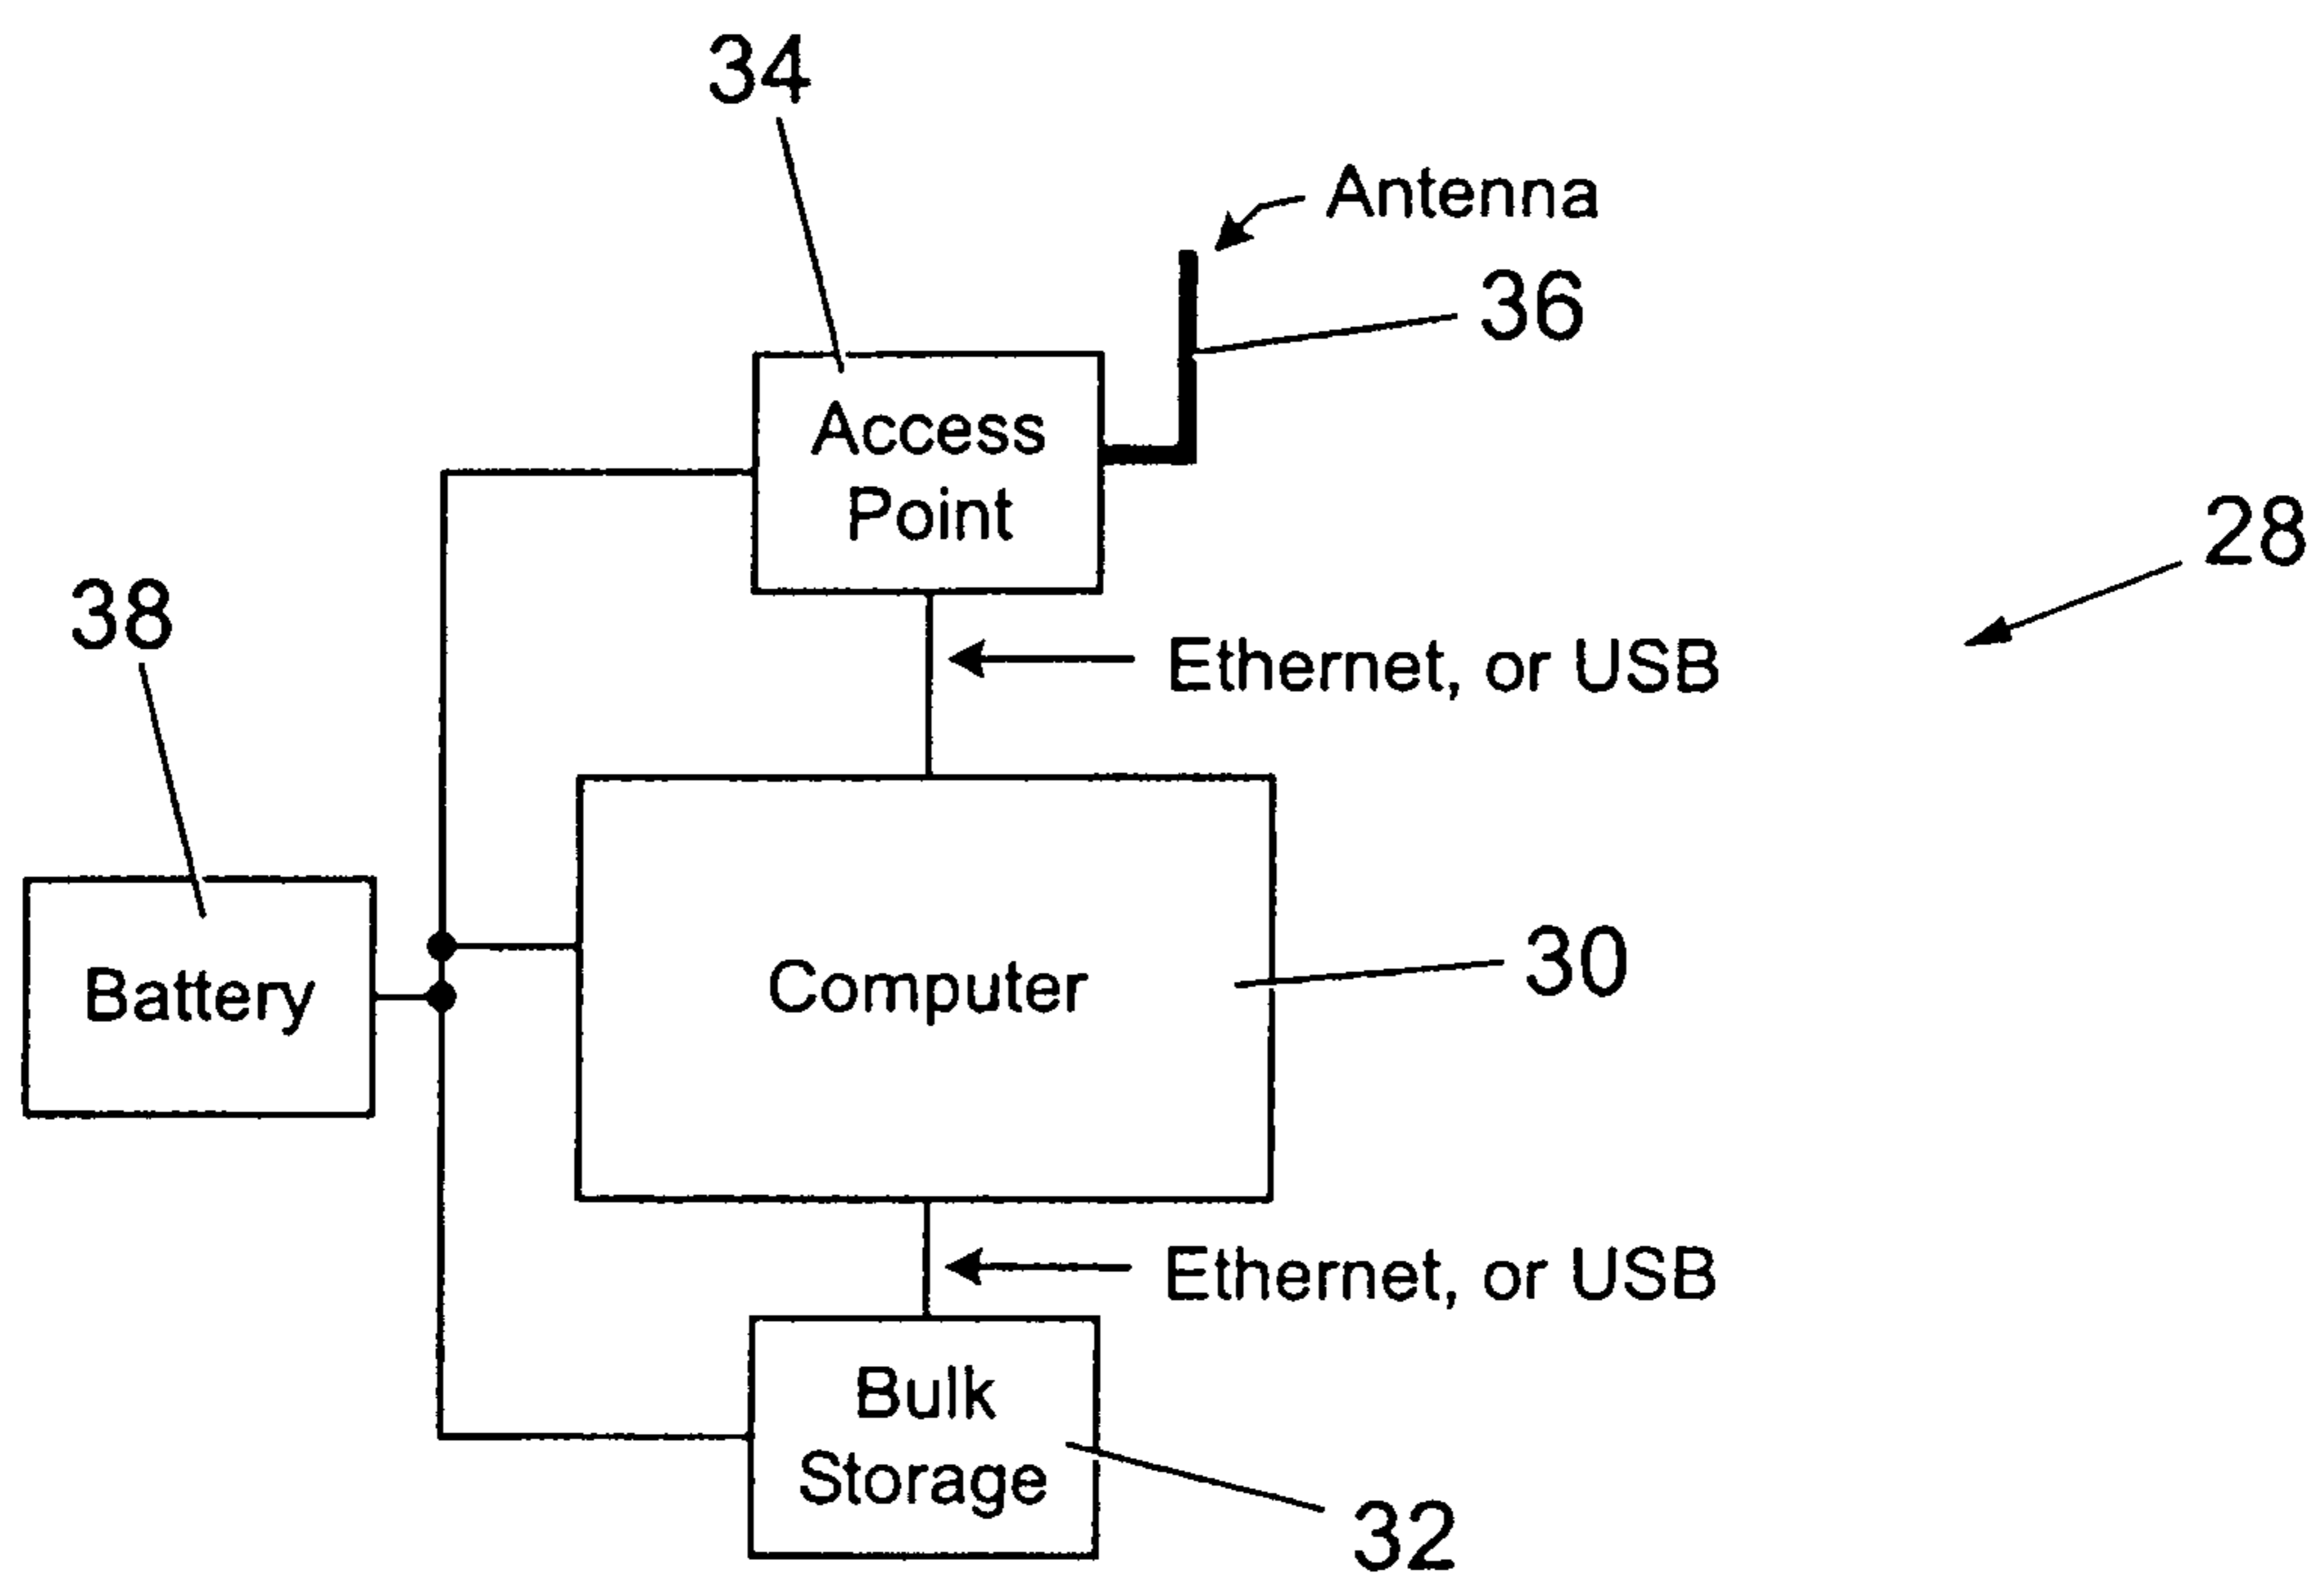 34
Antenna
36
Access
Point
28
38
Ethernet, or USB
Battery
Computer
30
Ethernet, or USB
Bulk
Storage
32